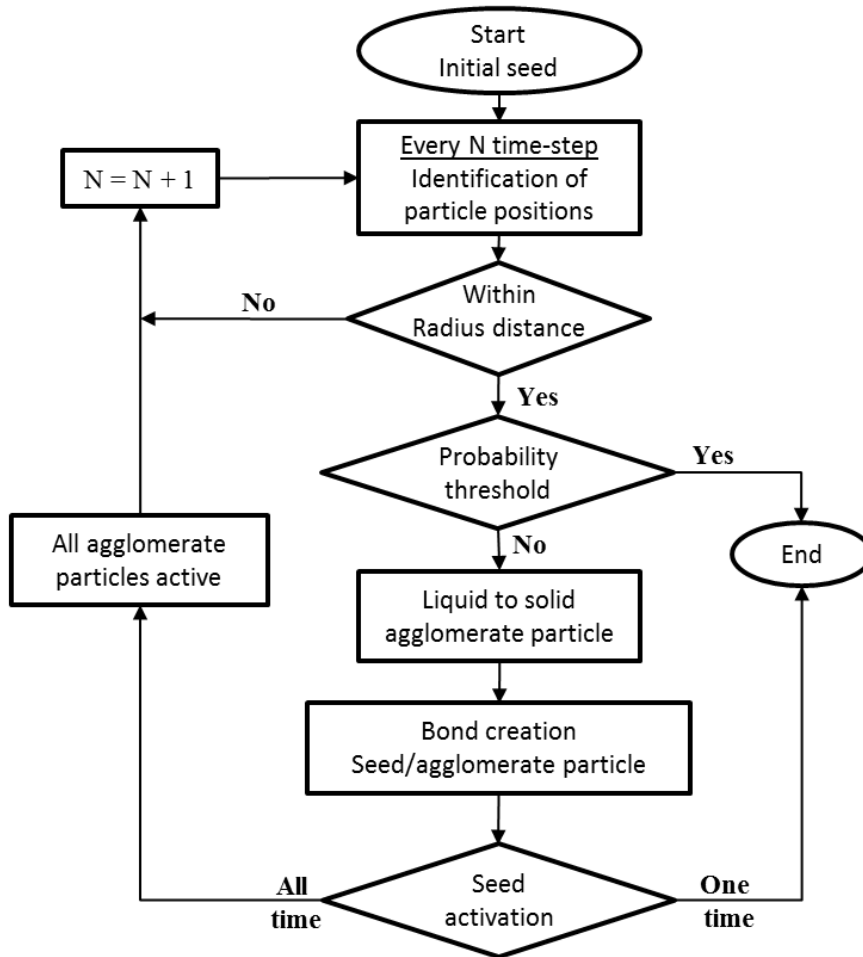 Start
Initial seed
Every N time-step
Identification of
particle positions
N = N + 1
Within
Radius distance
No
Yes
Probability
threshold
Yes
No
End
All agglomerate
particles active
Liquid to solid
agglomerate particle
Bond creation
Seed/agglomerate particle
Seed
activation
All
time
One
time